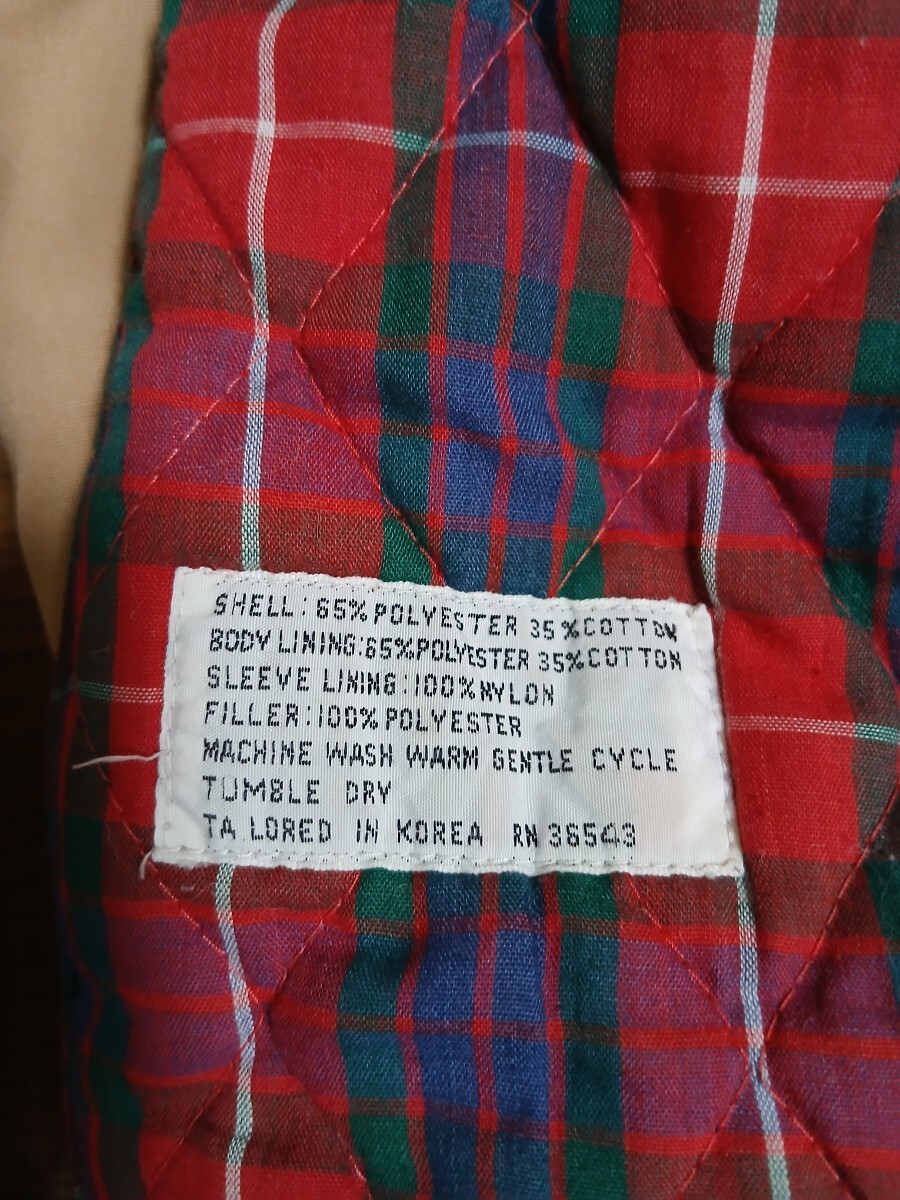 SHELL: 65% POLYESTER 35% COTTON
BODY LINING: 65% POLYESTER 35% COTTON
SLEEVE LINING: 100% NYLON
FILLER: 100% POLYESTER
MACHINE WASH WARM GENTLE CYCLE
TUMBLE DRY
TA LORED IN KOREA RN 36543